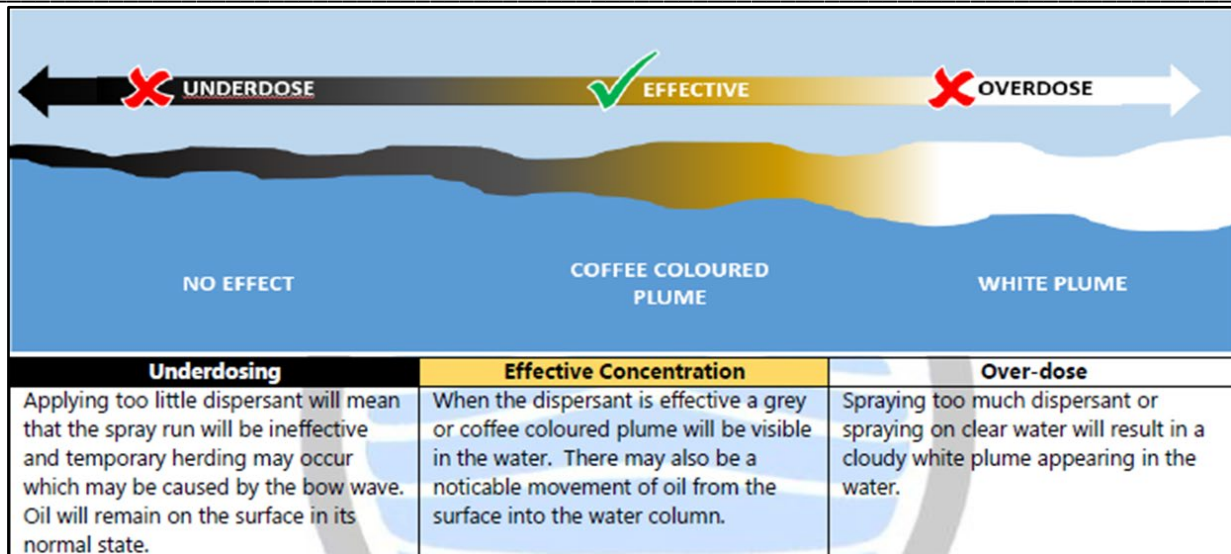 UNDERDOSE
EFFECTIVE
OVERDOSE
NO EFFECT
COFFEE COLOURED
PLUME
WHITE PLUME
Underdosing
Applying too little dispersant will mean
that the spray run will be ineffective
and temporary herding may occur
which may be caused by the bow wave.
Oil will remain on the surface in its
normal state.
Effective Concentration
When the dispersant is effective a grey
or coffee coloured plume will be visible
in the water. There may also be a
noticable movement of oil from the
surface into the water column.
Over-dose
Spraying too much dispersant or
spraying on clear water will result in a
cloudy white plume appearing in the
water.